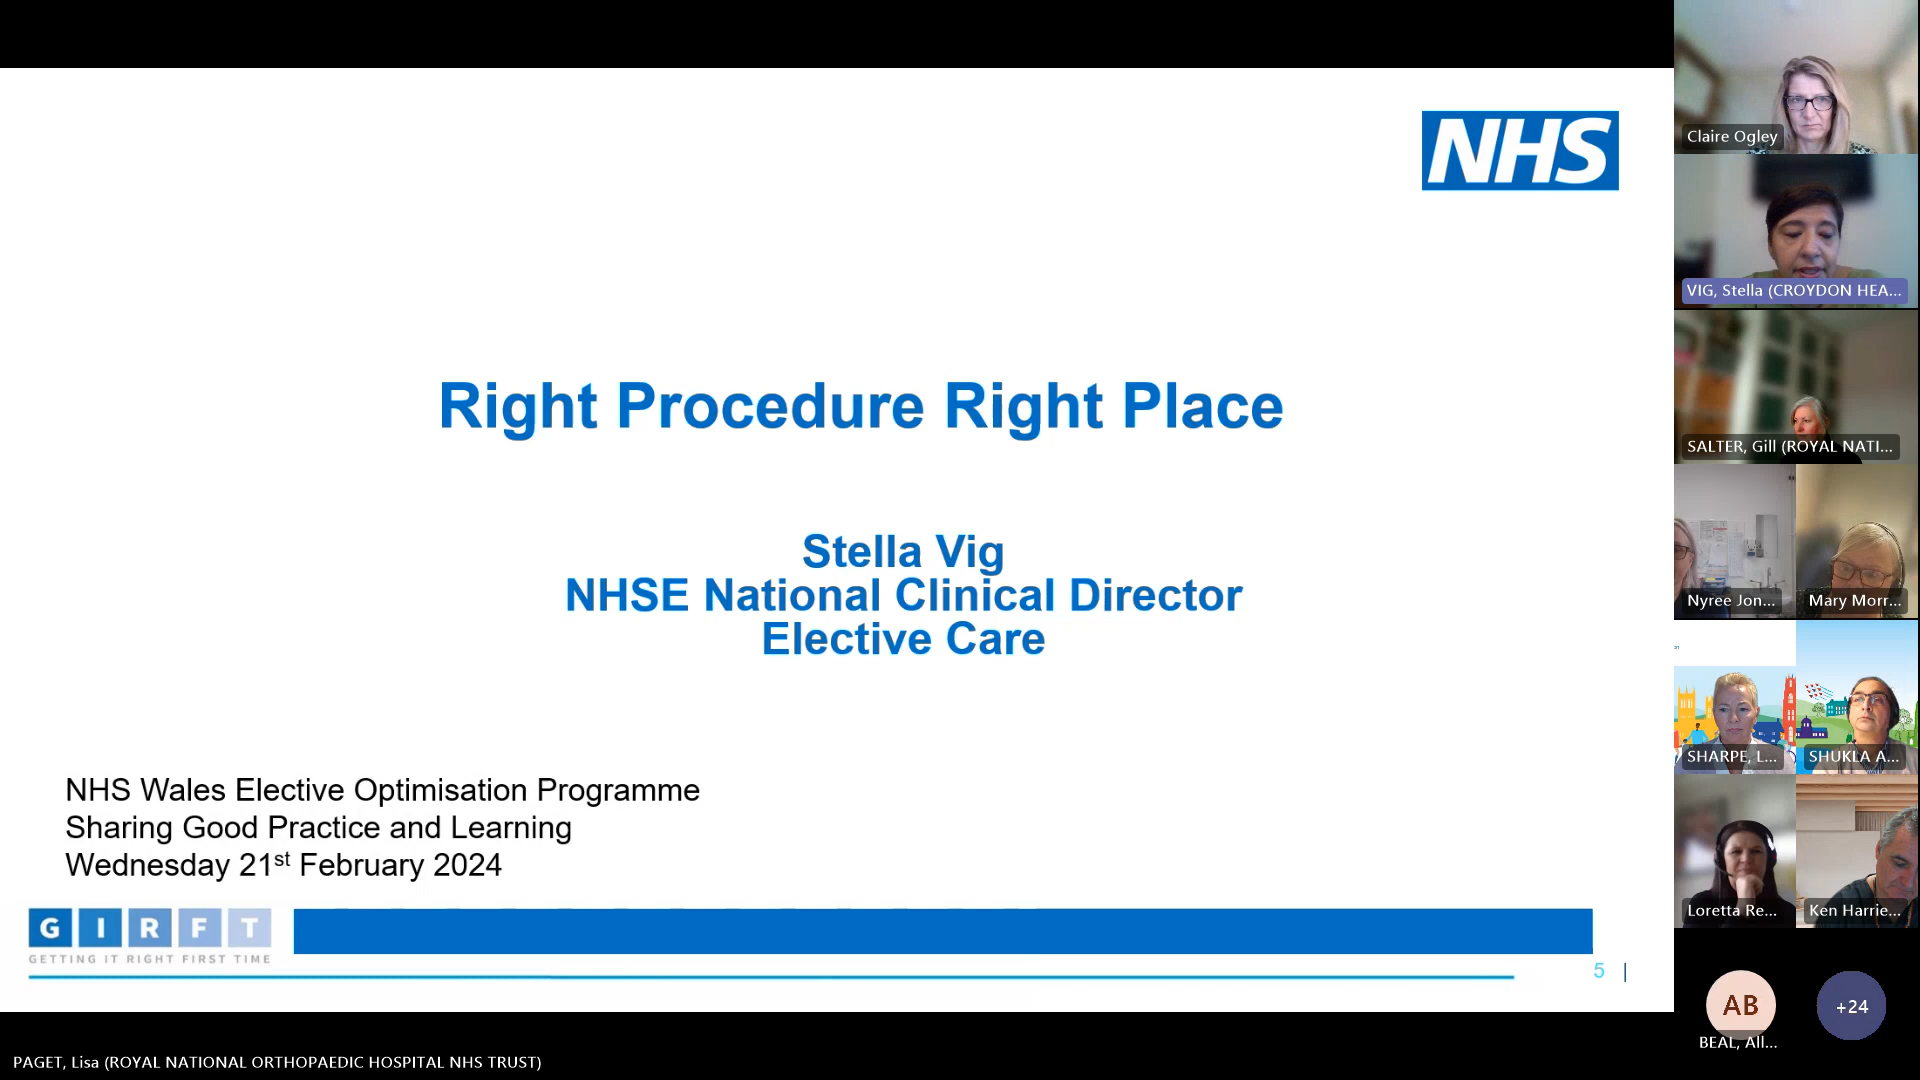 NHS
Right Procedure Right Place
Stella Vig
NHSE National Clinical Director
Elective Care
NHS Wales Elective Optimisation Programme
Sharing Good Practice and Learning
Wednesday 21st February 2024
G I R F T
GETTING IT RIGHT FIRST TIME
5 |
PAGET, Lisa (ROYAL NATIONAL ORTHOPAEDIC HOSPITAL NHS TRUST)
Claire Ogley
VIG, Stella (CROYDON HEA...
SALTER, Gill (ROYAL NATI...
Nyree Jon...
Mary Morr...
SHARPE, L...
SHUKLA A...
Loretta Re...
Ken Harrie...
AB
BEAL, All...
+24